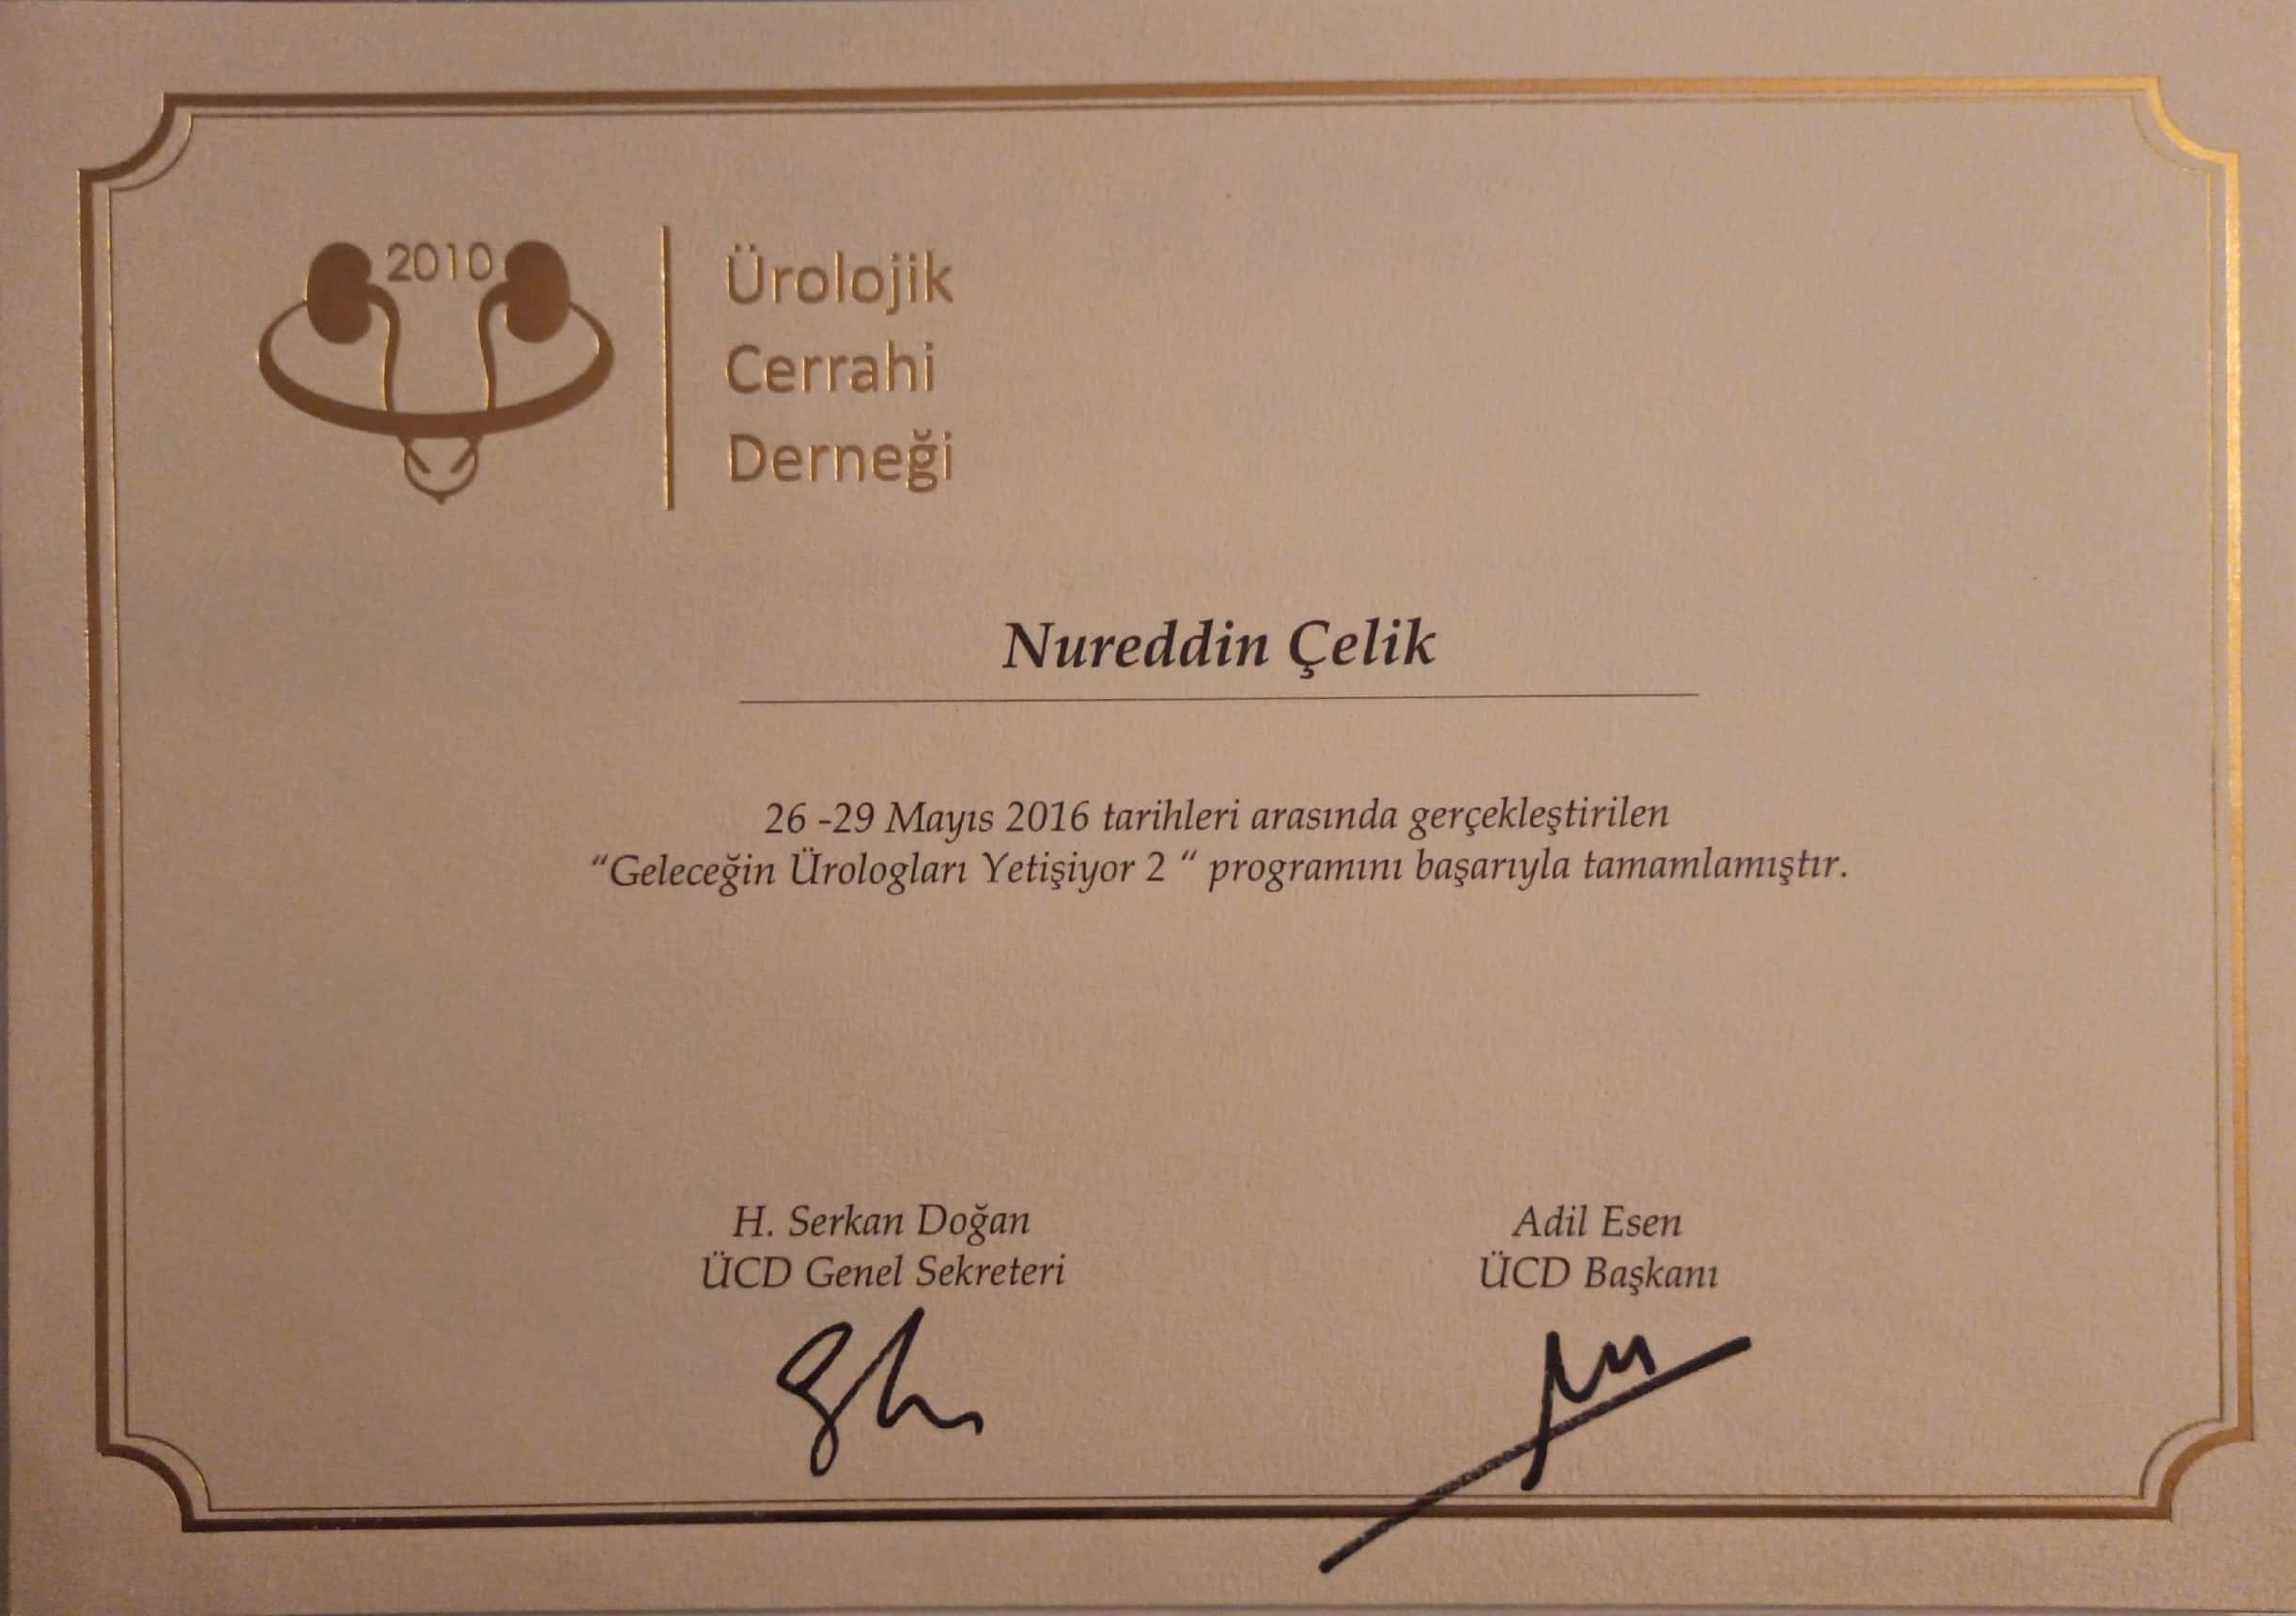 2010
Ürolojik
Cerrahi
Derneği
Nureddin Çelik
26 -29 Mayıs 2016 tarihleri arasında gerçekleştirilen
“Geleceğin Ürologları Yetişiyor 2 “ programını başarıyla tamamlamıştır.
H. Serkan Doğan
ÜCD Genel Sekreteri
Adil Esen
ÜCD Başkanı